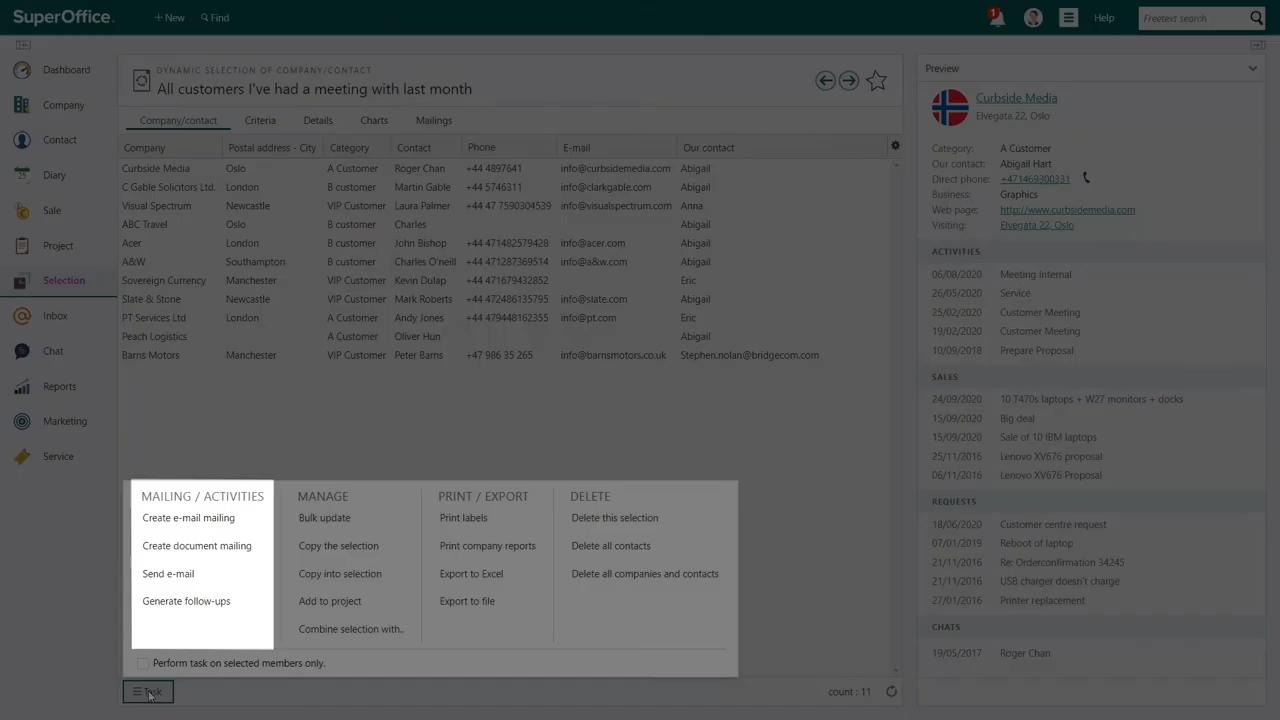 SuperOffice.
+ New
Find
1
Help
Freetext search
Dashboard
Company
Contact
25
Diary
Sale
Project
Selection
Inbox
Chat
Reports
Marketing
Service
DYNAMIC SELECTION OF COMPANY/CONTACT
All customers I've had a meeting with last month
Company/contact Criteria Details Charts Mailings
Company Postal address - City Category Contact Phone E-mail Our contact
Curbside Media Oslo A Customer Roger Chan +44 4897641 info@curbsidemedia.com Abigail
C Gable Solicitors Ltd. London B customer Martin Gable +44 5746311 info@clarkgable.com Abigail
Visual Spectrum Newcastle VIP Customer Laura Palmer +44 47 7590304539 info@visualspectrum.com Anna
ABC Travel Oslo B customer Charles Abigail
Acer London B customer John Bishop +44 471482579428 info@acer.com Abigail
A&W Southampton B customer Charles O'neill +44 471287369514 info@a&w.com Abigail
Sovereign Currency Manchester VIP Customer Kevin Dulap +44 471679432852 Eric
Slate & Stone Newcastle VIP Customer Mark Roberts +44 472486135795 info@slate.com Abigail
PT Services Ltd London A Customer Andy Jones +44 479448162355 info@pt.com Eric
Peach Logistics A Customer Oliver Hun Abigail
Barns Motors Manchester VIP Customer Peter Barns +47 986 35 265 info@barnsmotors.co.uk Stephen.nolan@bridgecom.com
MAILING / ACTIVITIES
Create e-mail mailing
Create document mailing
Send e-mail
Generate follow-ups
MANAGE
Bulk update
Copy the selection
Copy into selection
Add to project
Combine selection with..
PRINT / EXPORT
Print labels
Print company reports
Export to Excel
Export to file
DELETE
Delete this selection
Delete all contacts
Delete all companies and contacts
Perform task on selected members only.
Task
count : 11
Preview
Curbside Media
Elvegata 22, Oslo
Category: A Customer
Our contact: Abigail Hart
Direct phone: +471469300331
Business: Graphics
Web page: http://www.curbsidemedia.com
Visiting: Elvegata 22, Oslo
ACTIVITIES
06/08/2020 Meeting Internal
26/05/2020 Service
25/02/2020 Customer Meeting
19/02/2020 Customer Meeting
10/09/2018 Prepare Proposal
SALES
24/09/2020 10 T470s laptops + W27 monitors + docks
15/09/2020 Big deal
15/09/2020 Sale of 10 IBM laptops
25/11/2016 Lenovo XV676 proposal
06/11/2016 Lenovo XV676 Proposal
REQUESTS
18/06/2020 Customer centre request
07/01/2019 Reboot of laptop
21/11/2016 Re: Orderconfirmation 34245
21/11/2016 USB charger doesn't charge
27/01/2016 Printer replacement
CHATS
19/05/2017 Roger Chan